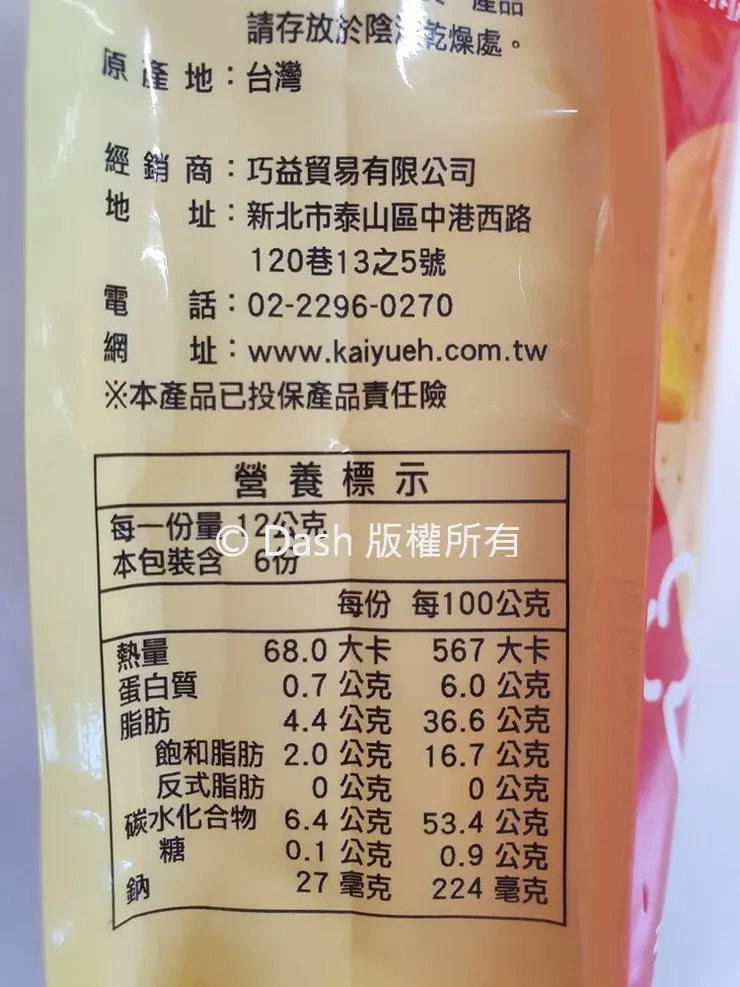 產品
請存放於陰涼乾燥處。
原產地：台灣
經銷商：巧益貿易有限公司
地址：新北市泰山區中港西路
120巷13之5號
電話：02-2296-0270
網址：www.kaiyueh.com.tw
※本產品已投保產品責任險
營養標示
每一份量 12公克
本包裝含 6份
© Dash 版權所有
每份 每100公克
熱量 68.0 大卡 567 大卡
蛋白質 0.7 公克 6.0 公克
脂肪 4.4 公克 36.6 公克
飽和脂肪 2.0 公克 16.7 公克
反式脂肪 0 公克 0 公克
碳水化合物 6.4 公克 53.4 公克
糖 0.1 公克 0.9 公克
鈉 27 毫克 224 毫克